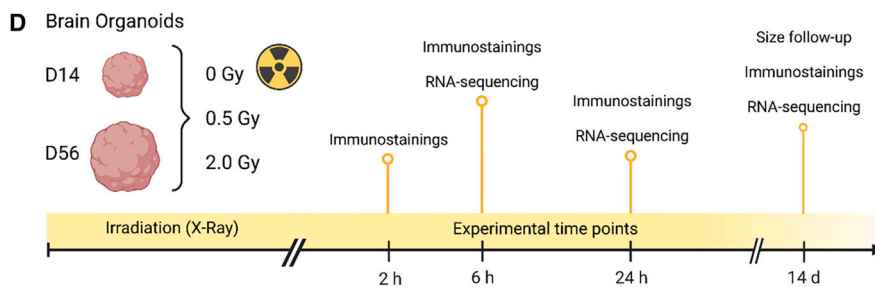 D
Brain Organoids
D14
D56
0 Gy
0.5 Gy
2.0 Gy
Immunostainings
Immunostainings
RNA-sequencing
Immunostainings
RNA-sequencing
Size follow-up
Immunostainings
RNA-sequencing
Irradiation (X-Ray)
Experimental time points
2 h
6 h
24 h
14 d